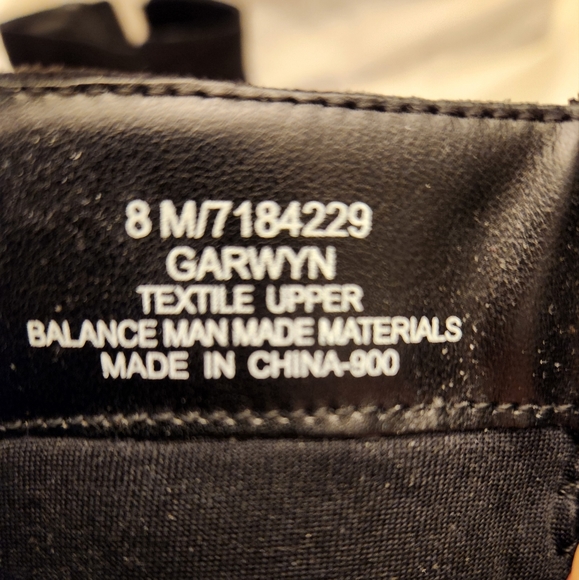 8 M/7184229
GARWYN
TEXTILE UPPER
BALANCE MAN MADE MATERIALS
MADE IN CHINA-900